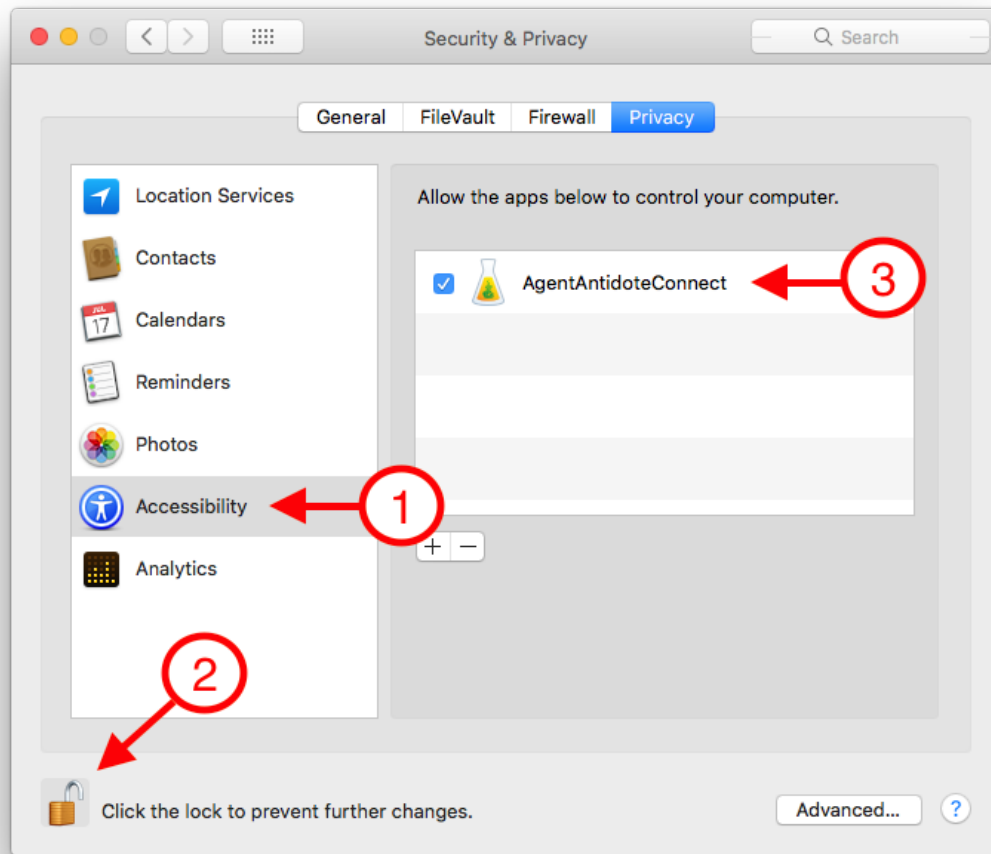 Security & Privacy
Search
General FileVault Firewall Privacy
Location Services
Contacts
JUL
17
Calendars
Reminders
Photos
Accessibility
Analytics
Allow the apps below to control your computer.
AgentAntidoteConnect
3
1
+ −
2
Click the lock to prevent further changes.
Advanced... ?